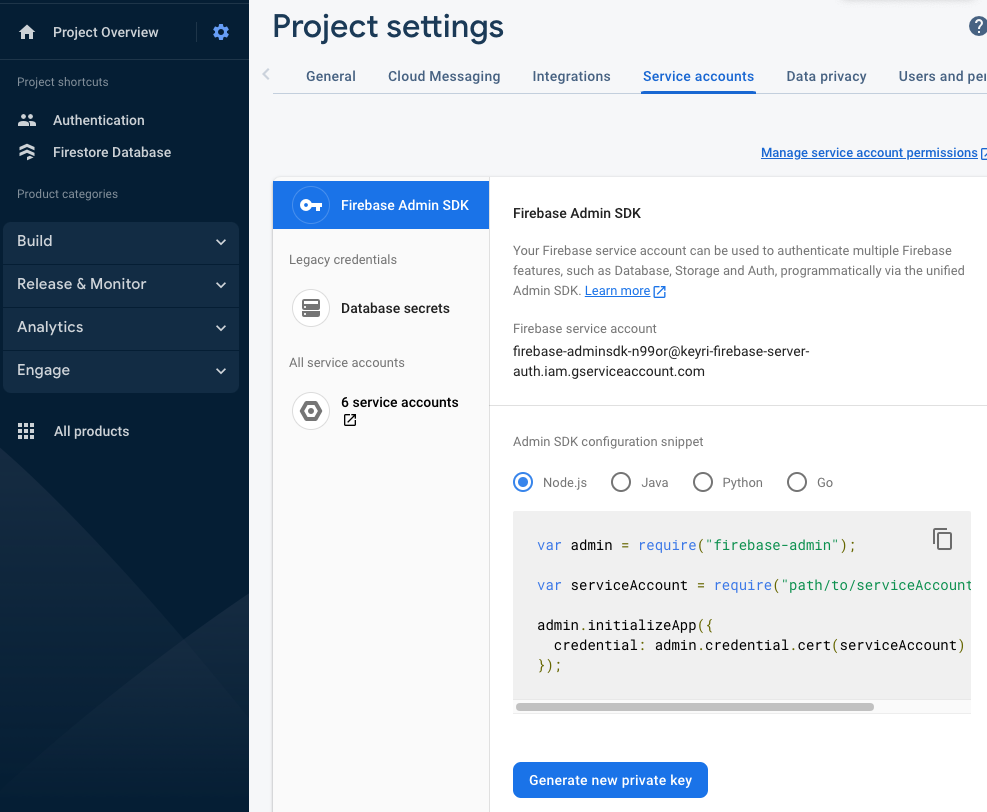 Project Overview
Project shortcuts
Authentication
Firestore Database
Product categories
Build
Release & Monitor
Analytics
Engage
All products
Project settings
General Cloud Messaging Integrations Service accounts Data privacy Users and per
Manage service account permissions
Firebase Admin SDK
Legacy credentials
Database secrets
All service accounts
6 service accounts
Firebase Admin SDK
Your Firebase service account can be used to authenticate multiple Firebase
features, such as Database, Storage and Auth, programmatically via the unified
Admin SDK. Learn more
Firebase service account
firebase-adminsdk-n99or@keyri-firebase-server-
auth.iam.gserviceaccount.com
Admin SDK configuration snippet
Node.js Java Python Go
var admin = require("firebase-admin");
var serviceAccount = require("path/to/serviceAccount
admin.initializeApp({
credential: admin.credential.cert(serviceAccount)
});
Generate new private key